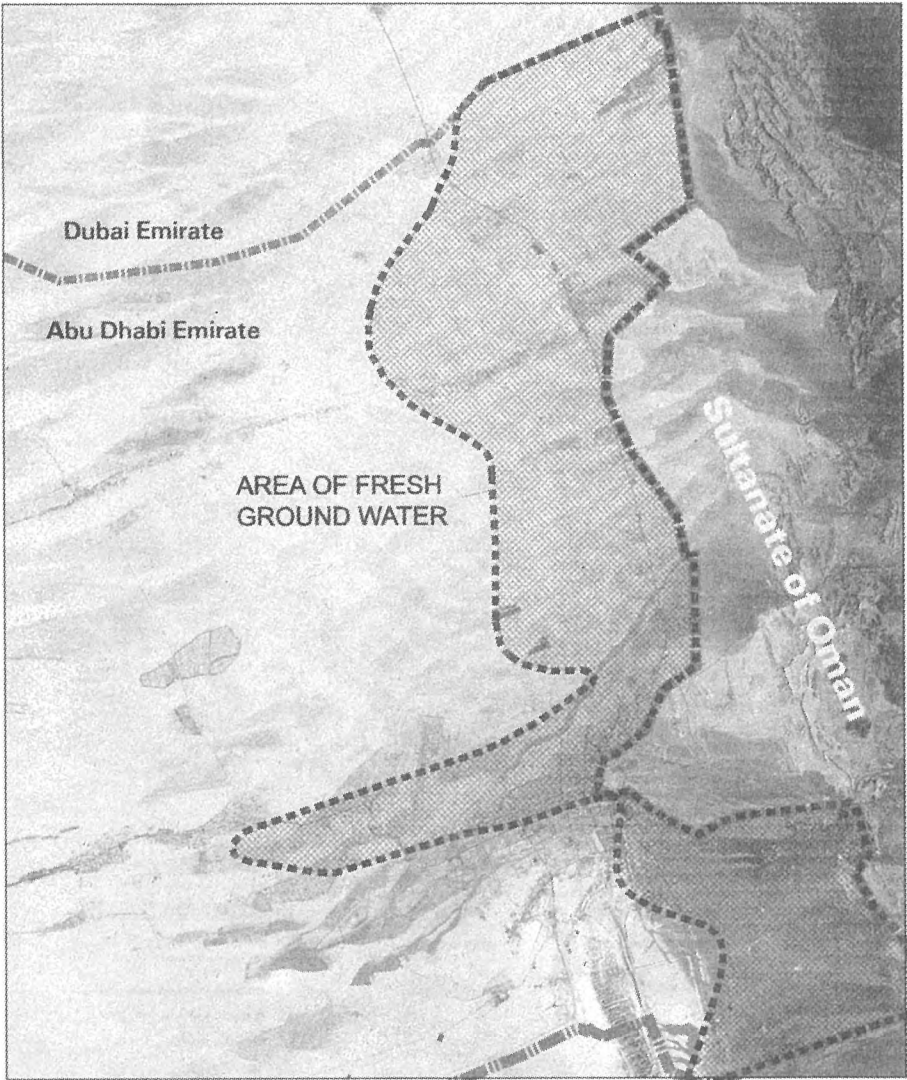 Dubai Emirate
Abu Dhabi Emirate
AREA OF FRESH
GROUND WATER
Sultanate of Oman